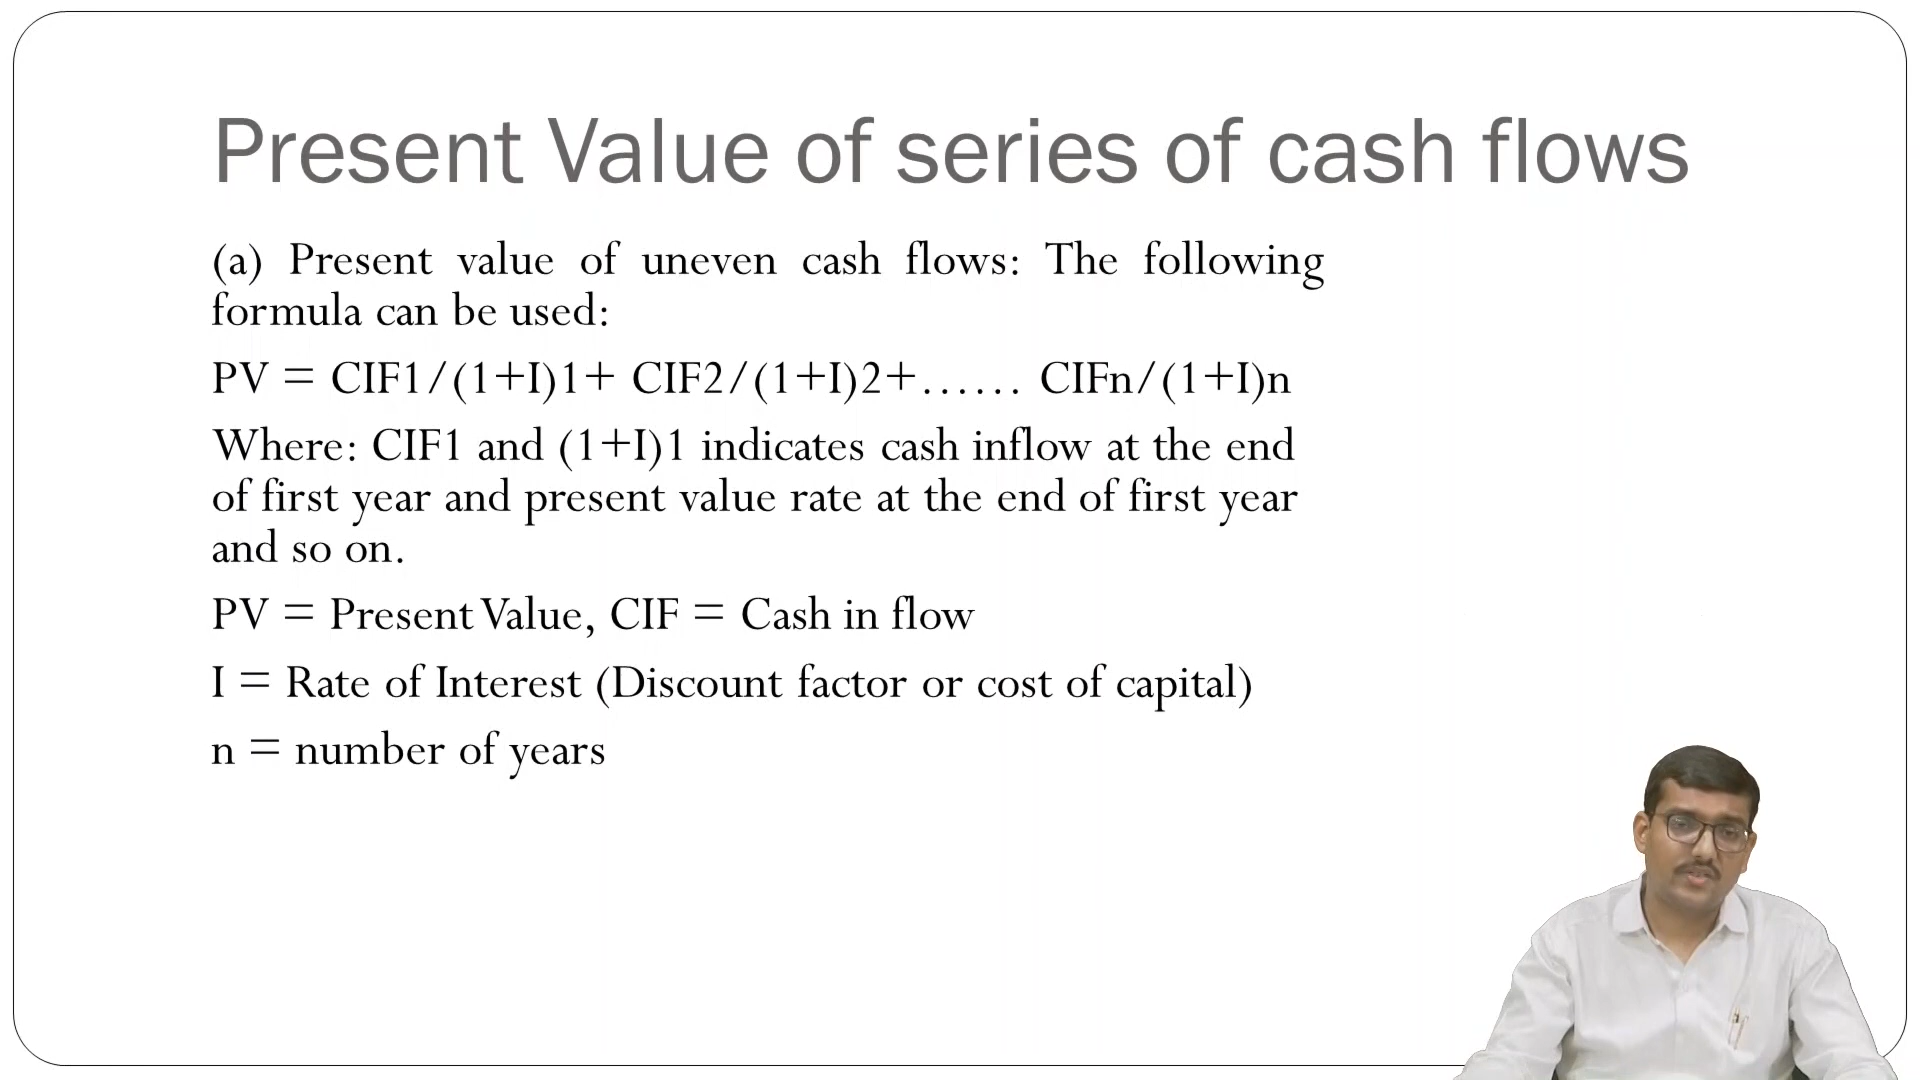 Present Value of series of cash flows
(a) Present value of uneven cash flows: The following
formula can be used:
PV = CIF1/(1+I)1+ CIF2/(1+I)2+...... CIFn/(1+I)n
Where: CIF1 and (1+I)1 indicates cash inflow at the end
of first year and present value rate at the end of first year
and so on.
PV = Present Value, CIF = Cash in flow
I = Rate of Interest (Discount factor or cost of capital)
n = number of years